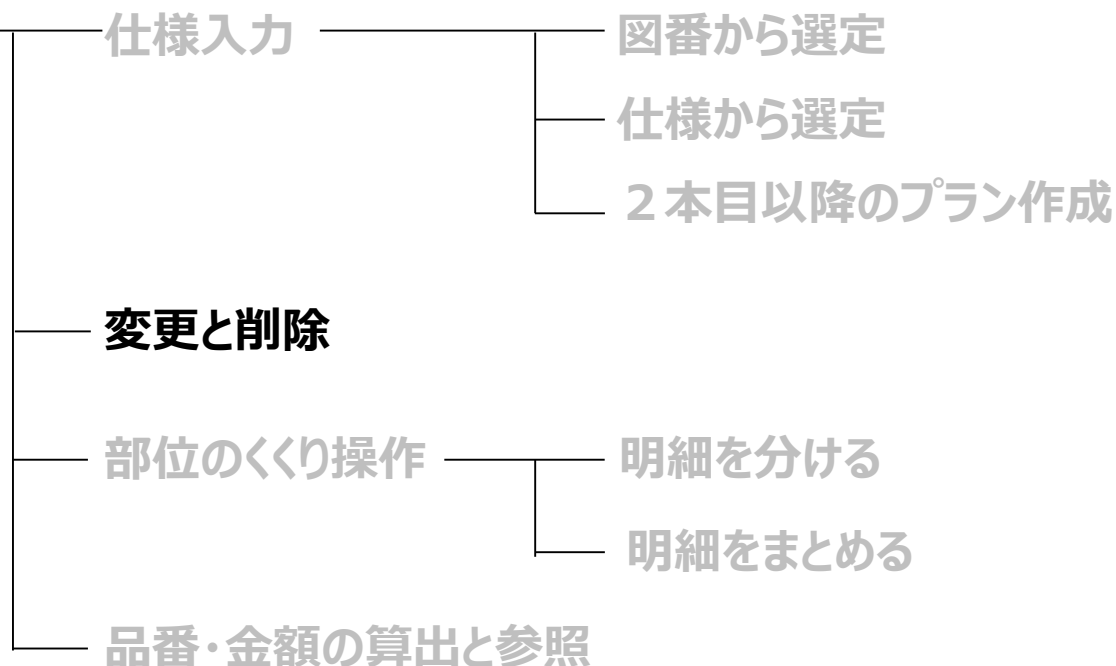 仕様入力
図番から選定
仕様から選定
２本目以降のプラン作成
変更と削除
部位のくくり操作
明細を分ける
明細をまとめる
品番・金額の算出と参照